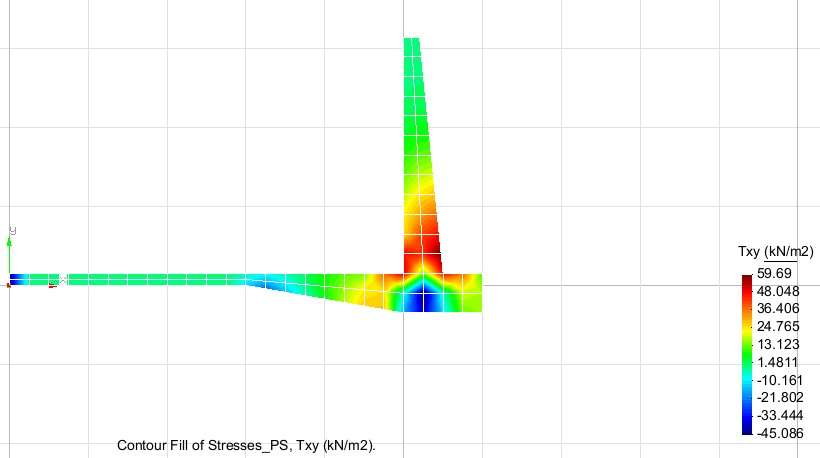 y
x
Txy (kN/m2)
59.69
48.048
36.406
24.765
13.123
1.4811
-10.161
-21.802
-33.444
-45.086
Contour Fill of Stresses_PS, Txy (kN/m2).